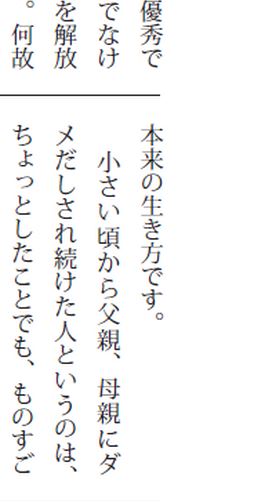 優秀で
でなけ
を解放
。何故
本来の生き方です。
小さい頃から父親、母親にダ
メだしされ続けた人というのは、
ちょっとしたことでも、ものすご